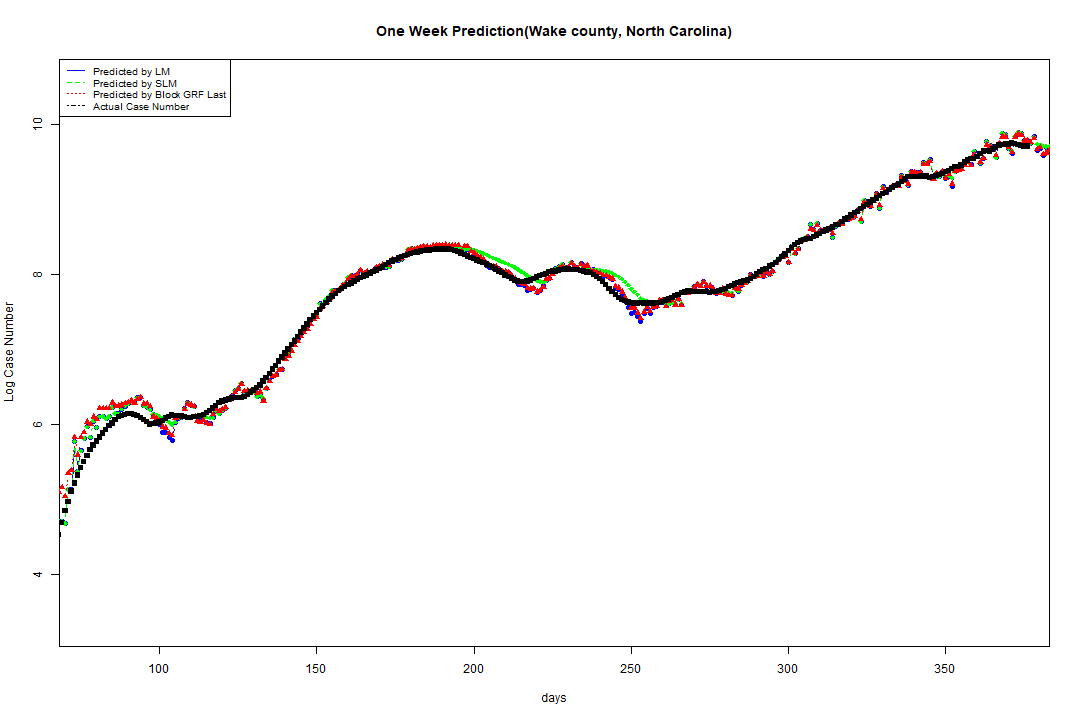 One Week Prediction(Wake county, North Carolina)
Predicted by LM
Predicted by SLM
Predicted by Block GRF Last
Actual Case Number
Log Case Number
10
8
6
4
100 150 200 250 300 350
days